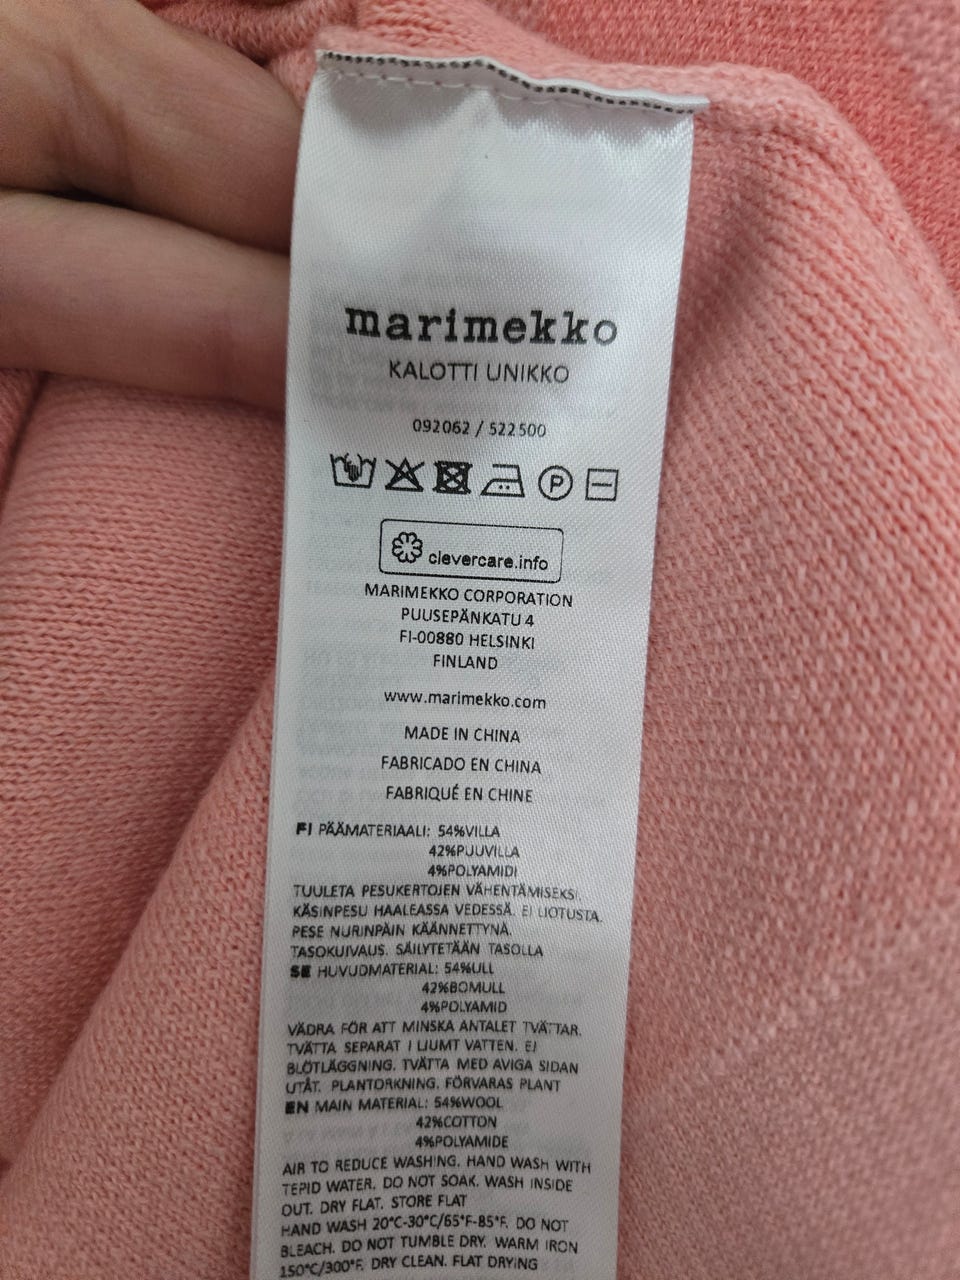 marimekko
KALOTTI UNIKKO
092062 / 522500
P
clevercare.info
MARIMEKKO CORPORATION
PUUSEPÄNKATU 4
FI-00880 HELSINKI
FINLAND
www.marimekko.com
MADE IN CHINA
FABRICADO EN CHINA
FABRIQUÉ EN CHINE
FI PÄÄMATERIAALI: 54%VILLA
42%PUUVILLA
4%POLYAMIDI
TUULETA PESUKERTOJEN VÄHENTÄMISEKSI.
KÄSINPESU HAALEASSA VEDESSÄ. EI LIOTUSTA.
PESE NURINPÄIN KÄÄNNETTYNÄ.
TASOKUIVAUS. SÄILYTETÄÄN TASOLLA
SE HUVUDMATERIAL: 54%ULL
42%BOMULL
4%POLYAMID
VÄDRA FÖR ATT MINSKA ANTALET TVÄTTAR.
TVÄTTA SEPARAT I LJUMT VATTEN. EJ
BLÖTLÄGGNING. TVÄTTA MED AVIGA SIDAN
UTÅT. PLANTORKNING. FÖRVARAS PLANT
EN MAIN MATERIAL: 54%WOOL
42%COTTON
4%POLYAMIDE
AIR TO REDUCE WASHING. HAND WASH WITH
TEPID WATER. DO NOT SOAK. WASH INSIDE
OUT. DRY FLAT. STORE FLAT
HAND WASH 20°C-30°C/65°F-85°F. DO NOT
BLEACH. DO NOT TUMBLE DRY. WARM IRON
150°C/300°F. DRY CLEAN. FLAT DRYING